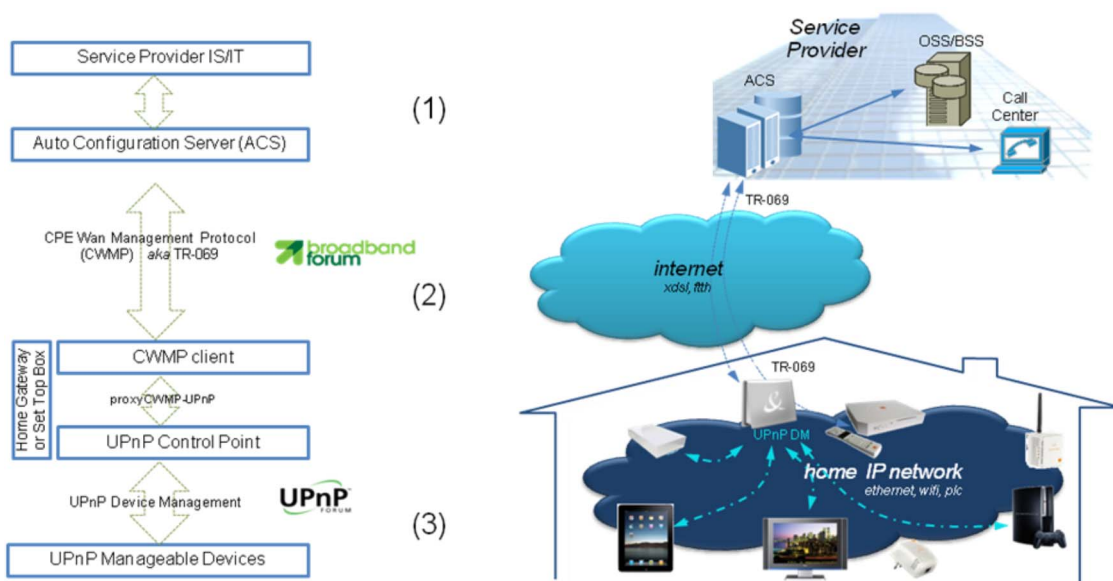 Service Provider IS/IT
(1)
Auto Configuration Server (ACS)
CPE Wan Management Protocol
(CWMP) aka TR-069
broadband
forum
(2)
Home Gateway
or Set Top Box
CWMP client
proxyCWMP-UPnP
UPnP Control Point
UPnP Device Management
UPnP
FORUM
(3)
UPnP Manageable Devices
Service
Provider
OSS/BSS
ACS
Call
Center
TR-069
internet
xdsl, ftth
TR-069
&
UPnP DM
home IP network
ethernet, wifi, plc